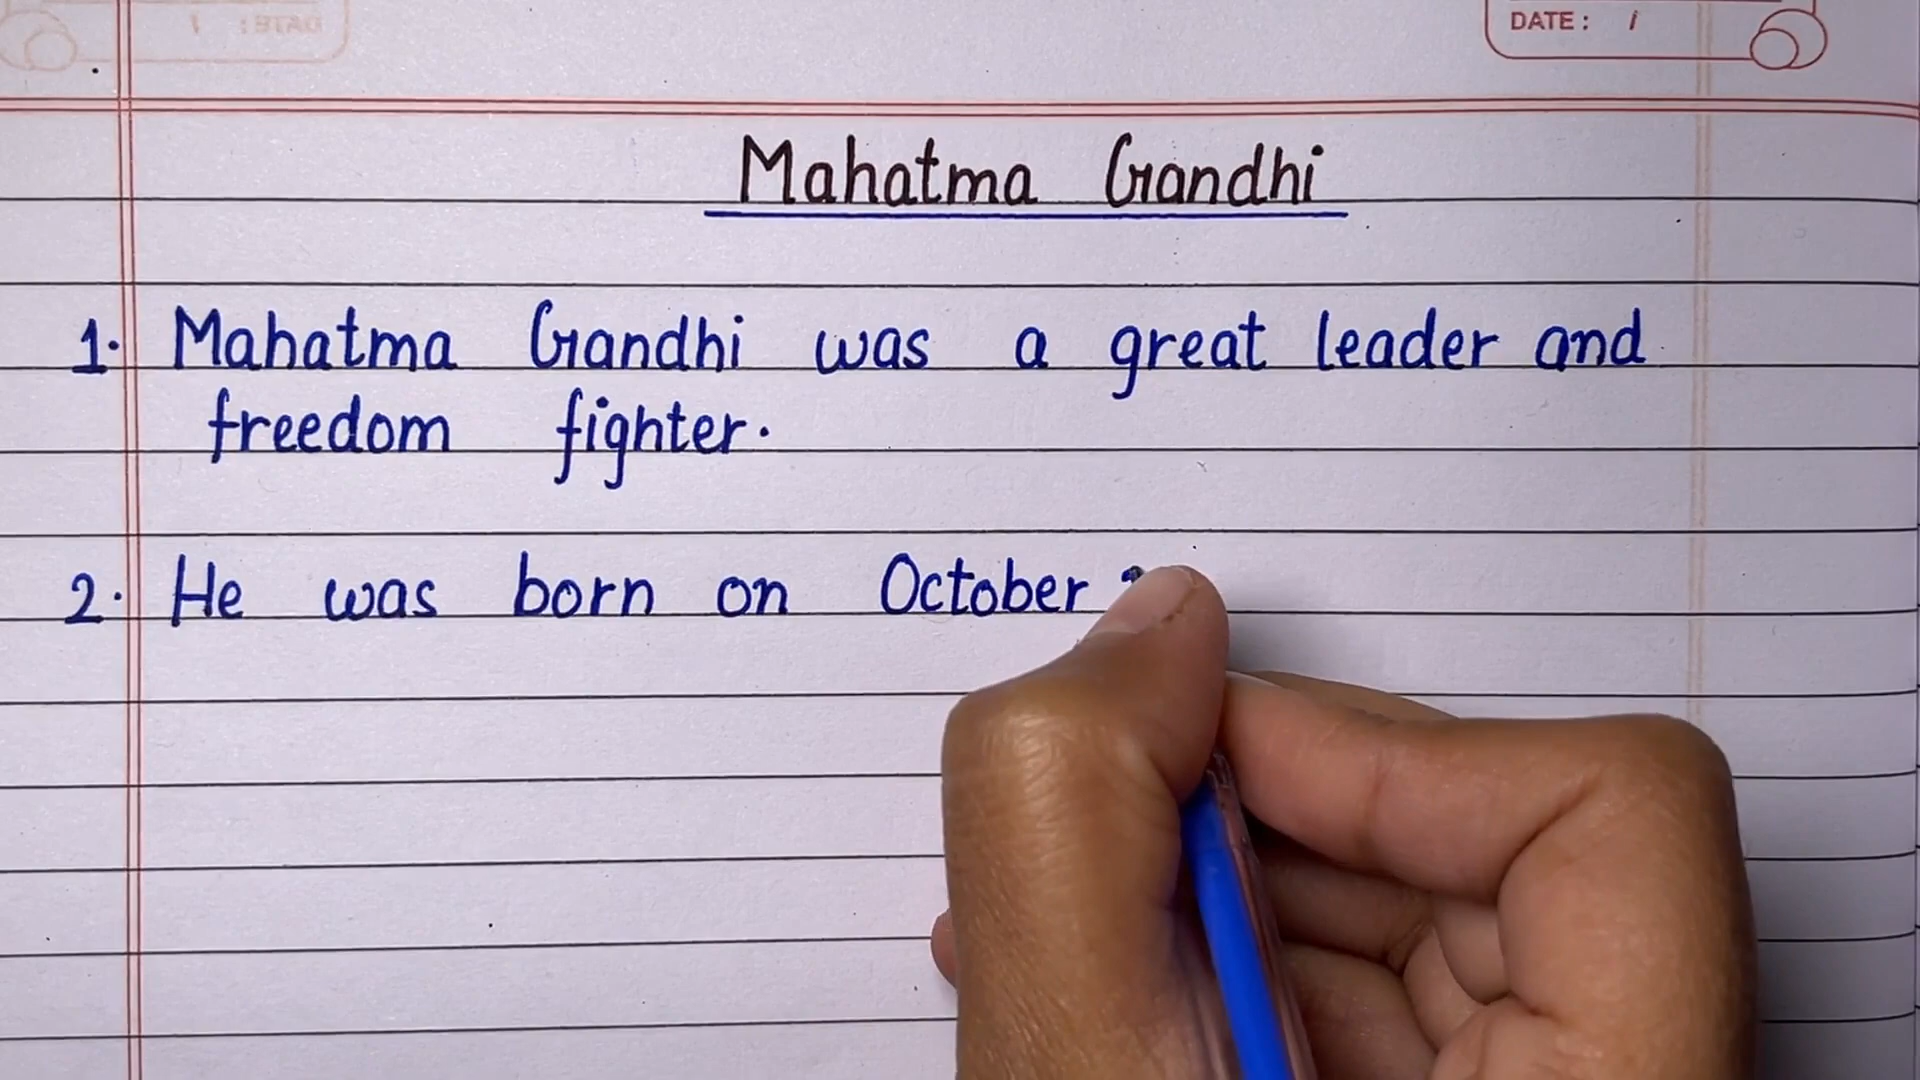 DATE: /
Mahatma Gandhi
1. Mahatma Gandhi was a great leader and
freedom fighter.
2. He was born on October